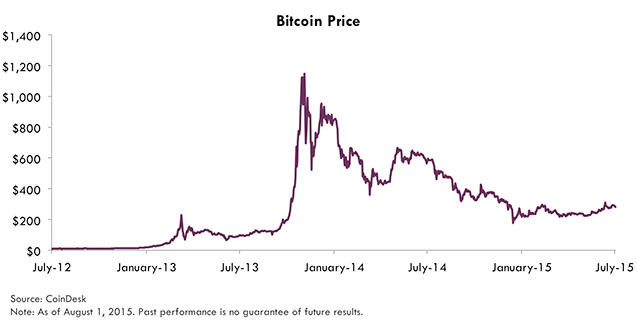 Bitcoin Price
$1,400
$1,200
$1,000
$800
$600
$400
$200
$0
July-12 January-13 July-13 January-14 July-14 January-15 July-15
Source: CoinDesk
Note: As of August 1, 2015. Past performance is no guarantee of future results.